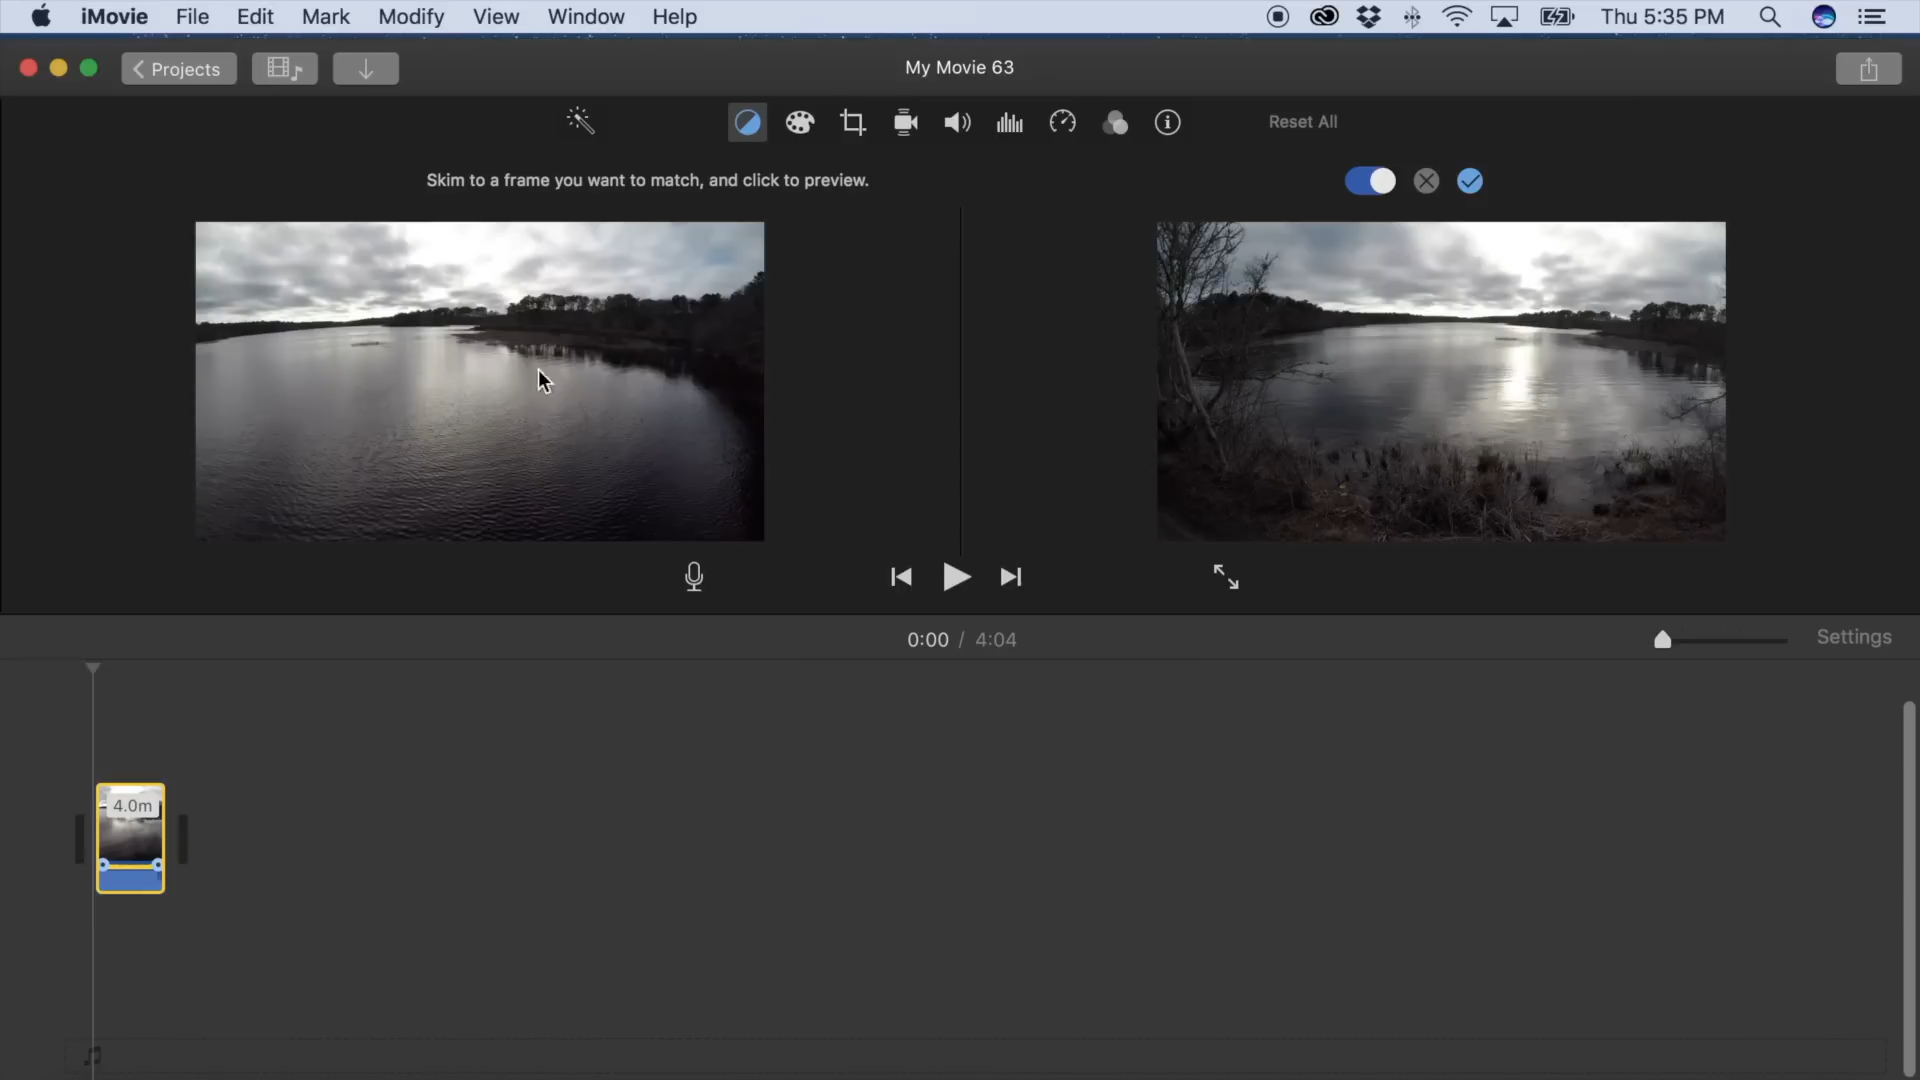 iMovie File Edit Mark Modify View Window Help Thu 5:35 PM
Projects My Movie 63
Reset All
Skim to a frame you want to match, and click to preview.
0:00 / 4:04 Settings
4.0m